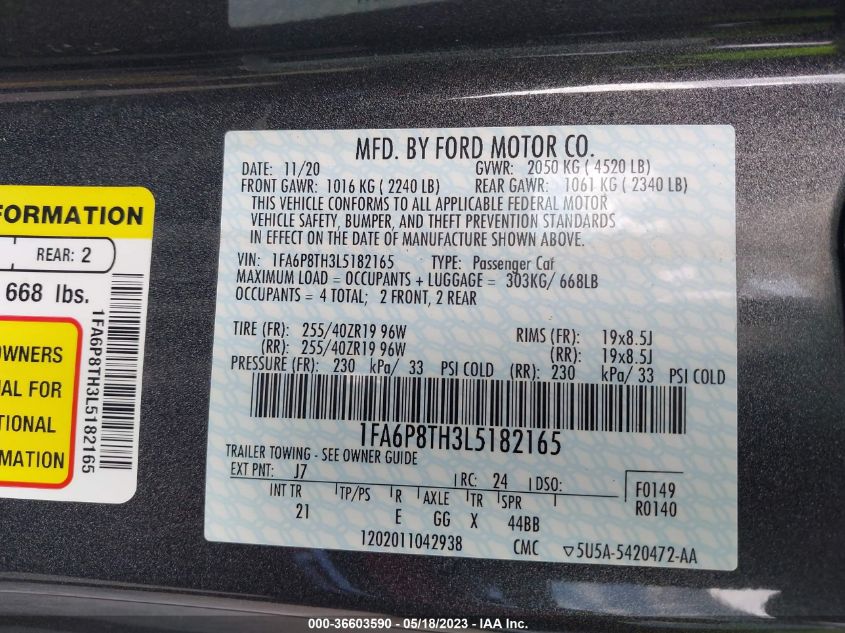 FORMATION
REAR: 2
668 lbs.
OWNERS
AL FOR
TIONAL
MATION
1FA6P8TH3L5182165
MFD. BY FORD MOTOR CO.
DATE: 11/20 GVWR: 2050 KG ( 4520 LB)
FRONT GAWR: 1016 KG ( 2240 LB) REAR GAWR: 1061 KG ( 2340 LB)
THIS VEHICLE CONFORMS TO ALL APPLICABLE FEDERAL MOTOR
VEHICLE SAFETY, BUMPER, AND THEFT PREVENTION STANDARDS
IN EFFECT ON THE DATE OF MANUFACTURE SHOWN ABOVE.
VIN: 1FA6P8TH3L5182165 TYPE: Passenger Car
MAXIMUM LOAD = OCCUPANTS + LUGGAGE = 303KG/ 668LB
OCCUPANTS = 4 TOTAL; 2 FRONT, 2 REAR
TIRE (FR): 255/40ZR19 96W RIMS (FR): 19x8.5J
(RR): 255/40ZR19 96W (RR): 19x8.5J
PRESSURE (FR): 230 kPa/ 33 PSI COLD (RR): 230 kPa/ 33 PSI COLD
1FA6P8TH3L5182165
TRAILER TOWING - SEE OWNER GUIDE
EXT PNT: J7 RC: 24 DSO: F0149
INT TR TP/PS R AXLE TR SPR R0140
21 E GG X 44BB
1202011042938 CMC ▽5U5A-5420472-AA
000-36603590 - 05/18/2023 - IAA Inc.